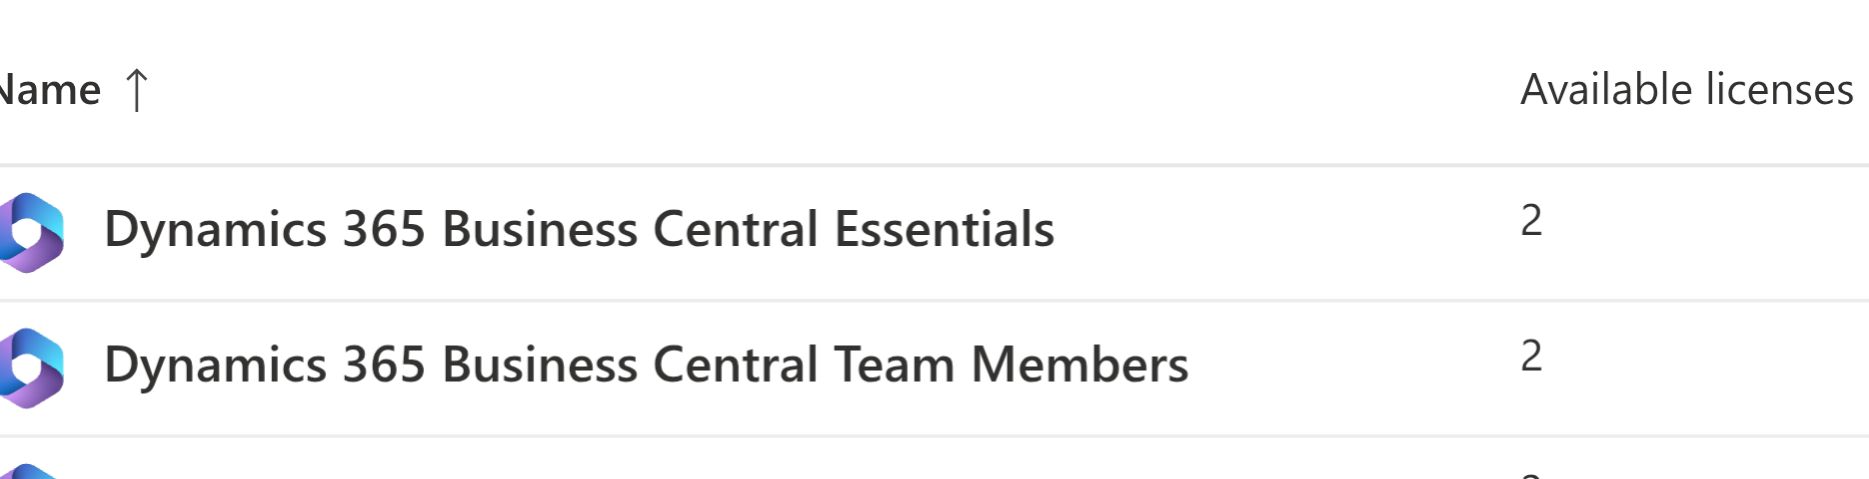 Name ↑ Available licenses
Dynamics 365 Business Central Essentials 2
Dynamics 365 Business Central Team Members 2